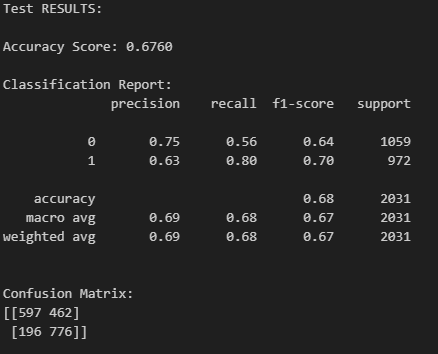 Test RESULTS:
Accuracy Score: 0.6760
Classification Report:
precision recall f1-score support
0 0.75 0.56 0.64 1059
1 0.63 0.80 0.70 972
accuracy 0.68 2031
macro avg 0.69 0.68 0.67 2031
weighted avg 0.69 0.68 0.67 2031
Confusion Matrix:
[[597 462]
[196 776]]